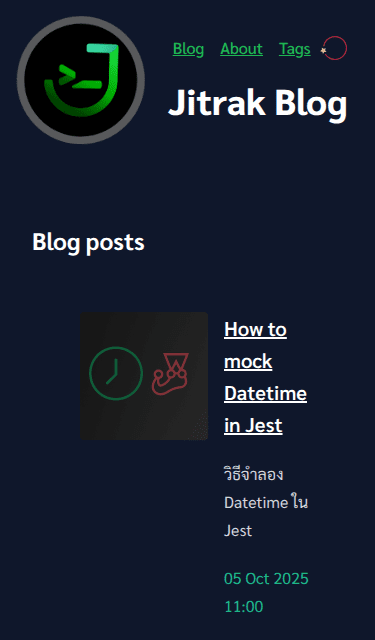 Blog About Tags
Jitrak Blog
Blog posts
How to
mock
Datetime
in Jest
วิธีจำลอง
Datetime ใน
Jest
05 Oct 2025
11:00